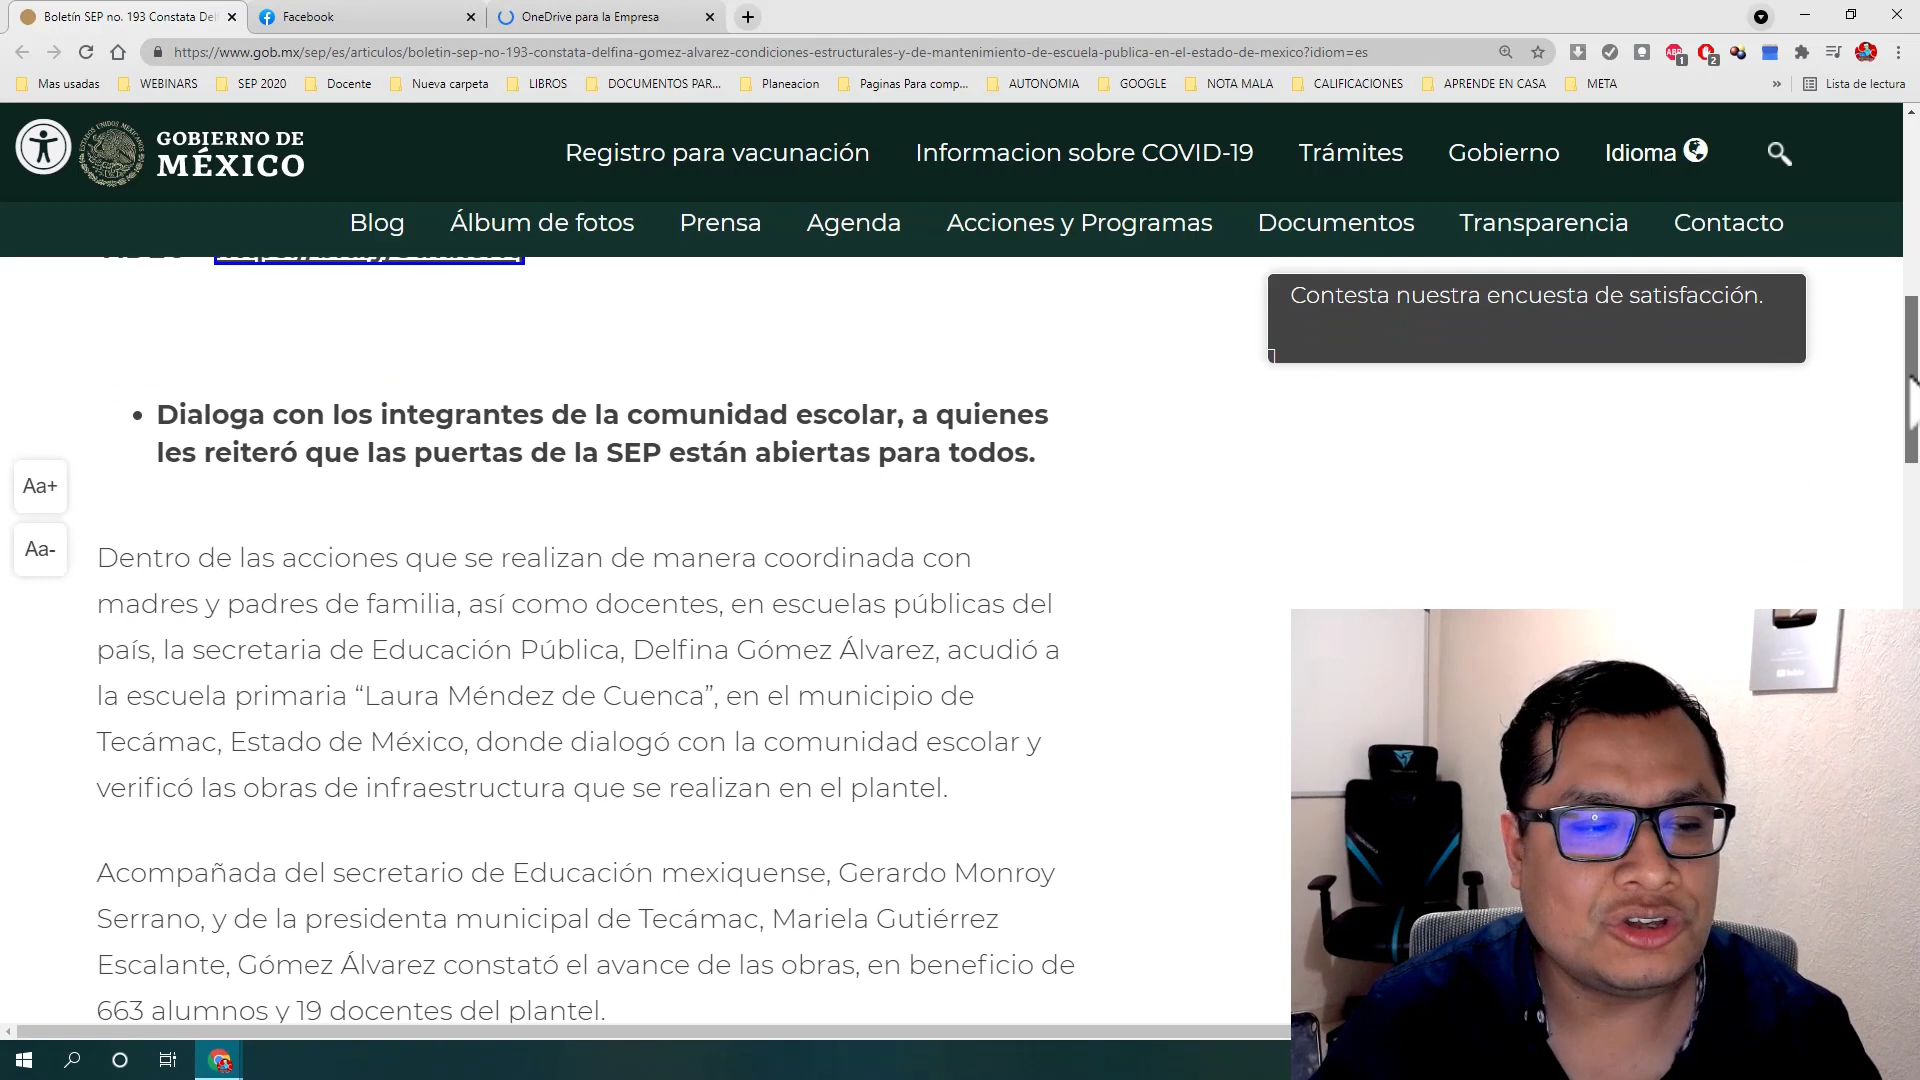 Boletín SEP no. 193 Constata Del
Facebook
OneDrive para la Empresa
https://www.gob.mx/sep/es/articulos/boletin-sep-no-193-constata-delfina-gomez-alvarez-condiciones-estructurales-y-de-mantenimiento-de-escuela-publica-en-el-estado-de-mexico?idiom=es
Mas usadas
WEBINARS
SEP 2020
Docente
Nueva carpeta
LIBROS
DOCUMENTOS PAR...
Planeacion
Paginas Para comp...
AUTONOMIA
GOOGLE
NOTA MALA
CALIFICACIONES
APRENDE EN CASA
META
»
Lista de lectura
GOBIERNO DE
MÉXICO
Registro para vacunación
Informacion sobre COVID-19
Trámites
Gobierno
Idioma
Blog
Álbum de fotos
Prensa
Agenda
Acciones y Programas
Documentos
Transparencia
Contacto
Contesta nuestra encuesta de satisfacción.
• Dialoga con los integrantes de la comunidad escolar, a quienes
les reiteró que las puertas de la SEP están abiertas para todos.
Aa+
Aa-
Dentro de las acciones que se realizan de manera coordinada con
madres y padres de familia, así como docentes, en escuelas públicas del
país, la secretaria de Educación Pública, Delfina Gómez Álvarez, acudió a
la escuela primaria “Laura Méndez de Cuenca”, en el municipio de
Tecámac, Estado de México, donde dialogó con la comunidad escolar y
verificó las obras de infraestructura que se realizan en el plantel.
Acompañada del secretario de Educación mexiquense, Gerardo Monroy
Serrano, y de la presidenta municipal de Tecámac, Mariela Gutiérrez
Escalante, Gómez Álvarez constató el avance de las obras, en beneficio de
663 alumnos y 19 docentes del plantel.